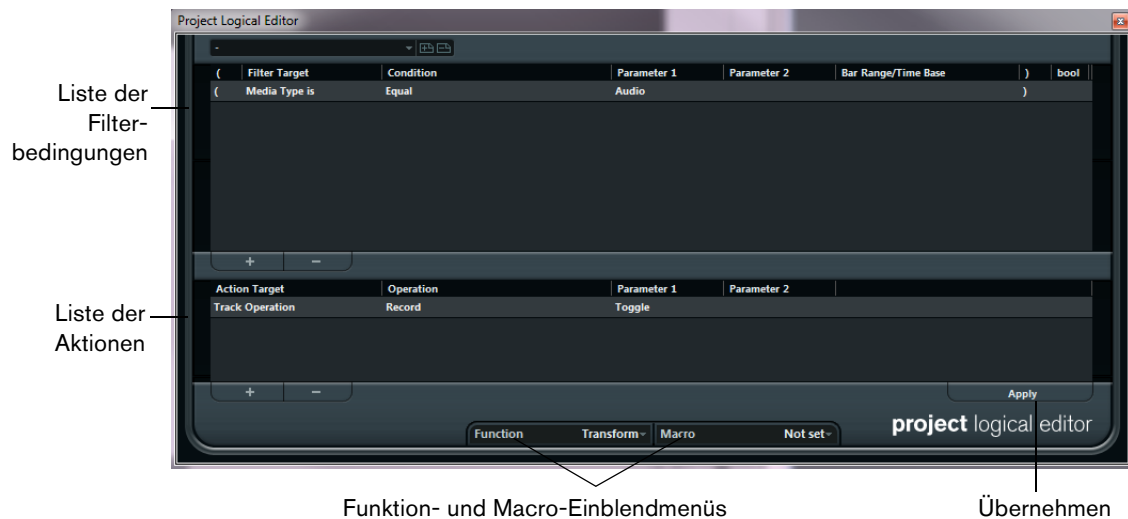 Project Logical Editor
-
( Filter Target Condition Parameter 1 Parameter 2 Bar Range/Time Base ) bool
( Media Type is Equal Audio )
Liste der
Filter-
bedingungen
+ -
Action Target Operation Parameter 1 Parameter 2
Track Operation Record Toggle
Liste der
Aktionen
+ - Apply
project logical editor
Function Transform Macro Not set
Funktion- und Macro-Einblendmenüs Übernehmen